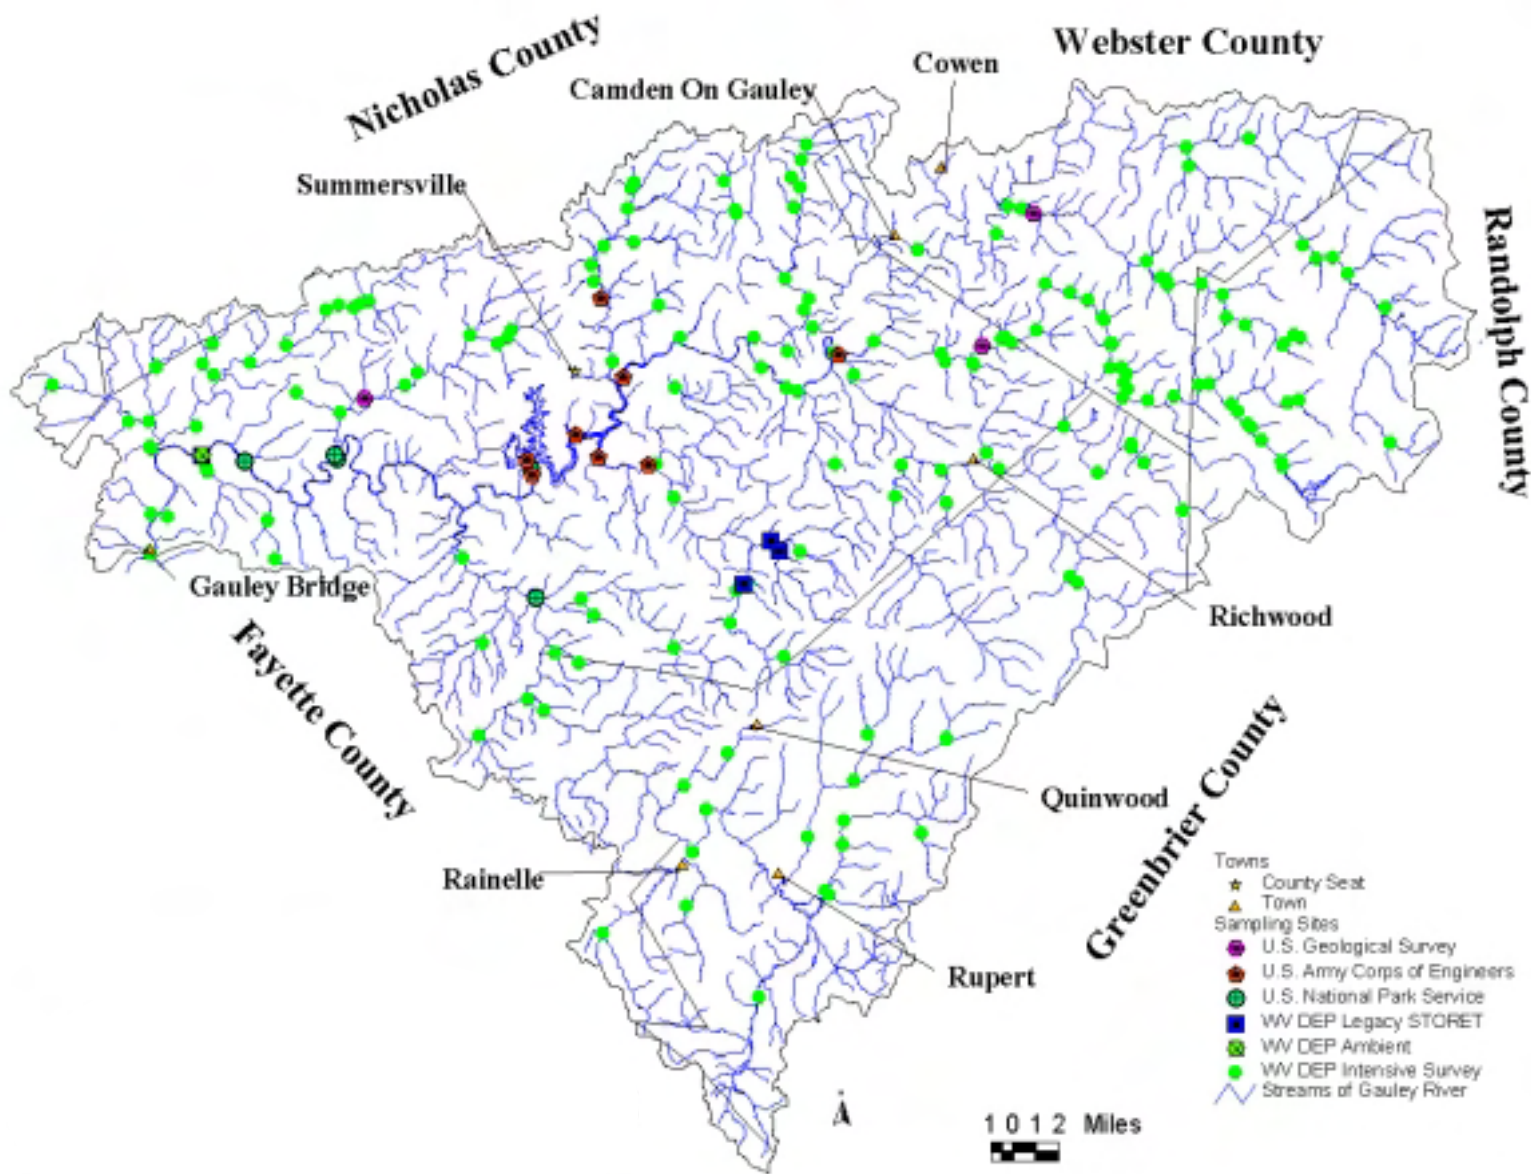 Nicholas County
Webster County
Cowen
Camden On Gauley
Summersville
Randolph County
Gauley Bridge
Richwood
Fayette County
Greenbrier County
Quinwood
Rainelle
Rupert
Towns
County Seat
Town
Sampling Sites
U.S. Geological Survey
U.S. Army Corps of Engineers
U.S. National Park Service
WV DEP Legacy STORET
WV DEP Ambient
WV DEP Intensive Survey
Streams of Gauley River
1 0 1 2 Miles